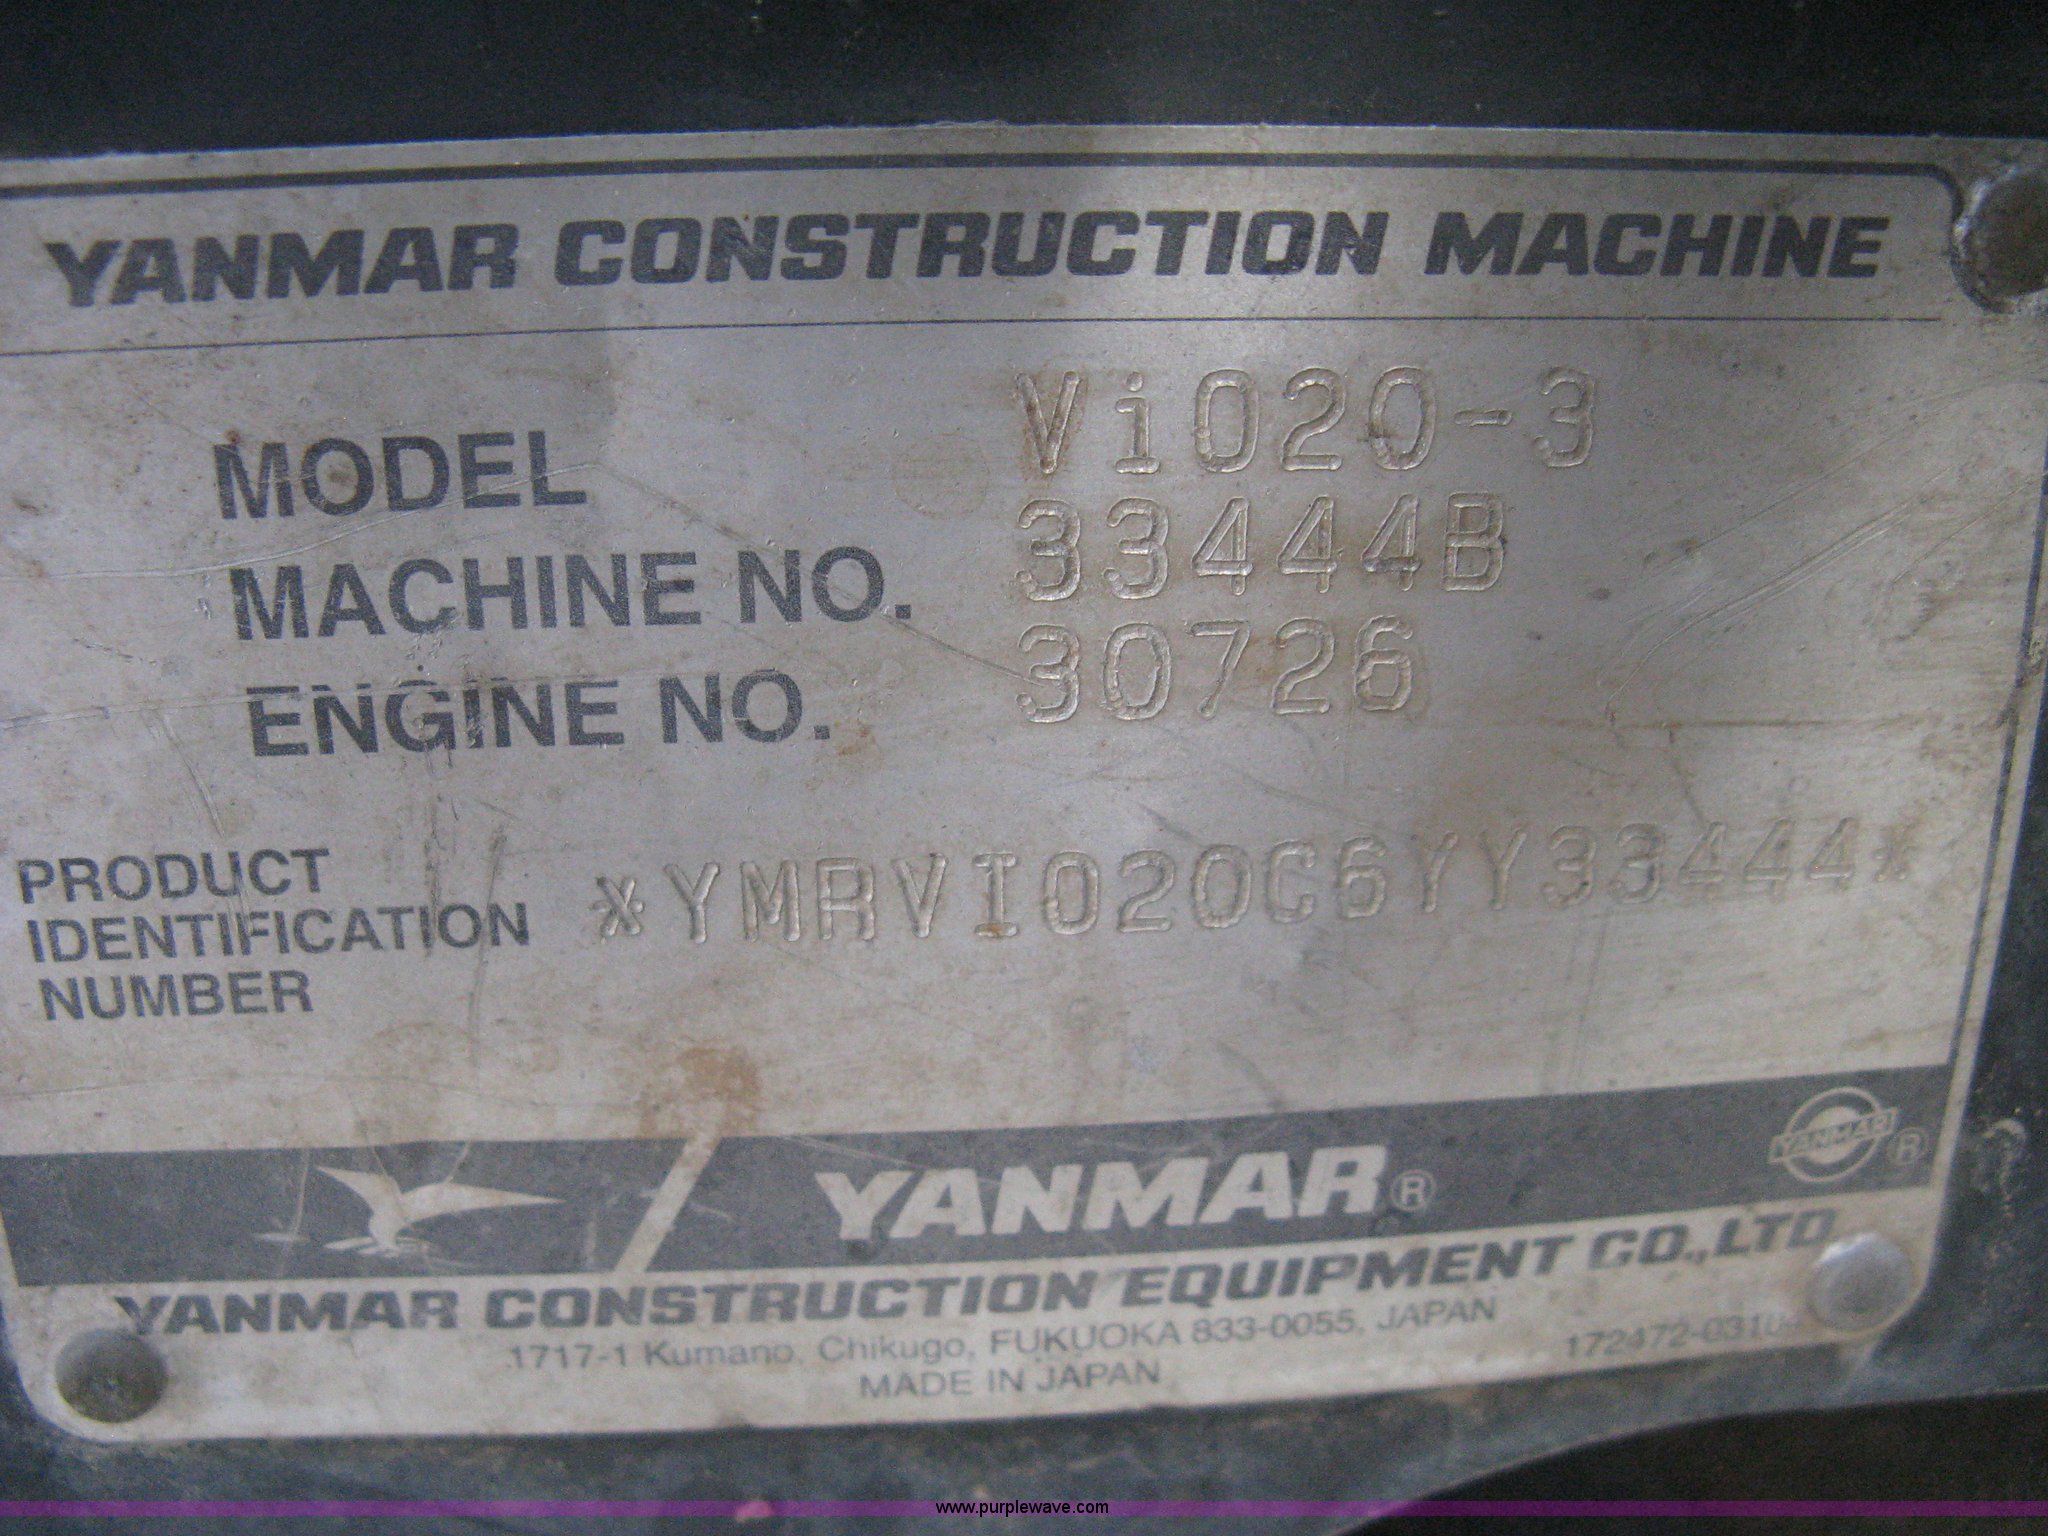 YANMAR CONSTRUCTION MACHINE
MODEL Vi020-3
MACHINE NO. 33444B
ENGINE NO. 30726
PRODUCT
IDENTIFICATION *YMRVI020C6YY33444*
NUMBER
YANMAR
YANMAR® ®
YANMAR CONSTRUCTION EQUIPMENT CO.,LTD
1717-1 Kumano, Chikugo, FUKUOKA 833-0055, JAPAN
MADE IN JAPAN
www.purplewave.com